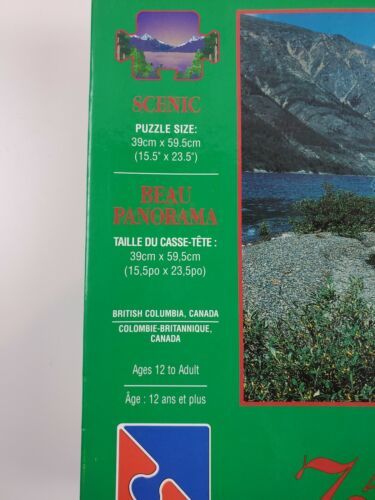 SCENIC
PUZZLE SIZE:
39cm x 59.5cm
(15.5" x 23.5")
BEAU
PANORAMA
TAILLE DU CASSE-TÊTE :
39cm x 59,5cm
(15,5po x 23,5po)
BRITISH COLUMBIA, CANADA
COLOMBIE-BRITANNIQUE,
CANADA
Ages 12 to Adult
Âge : 12 ans et plus